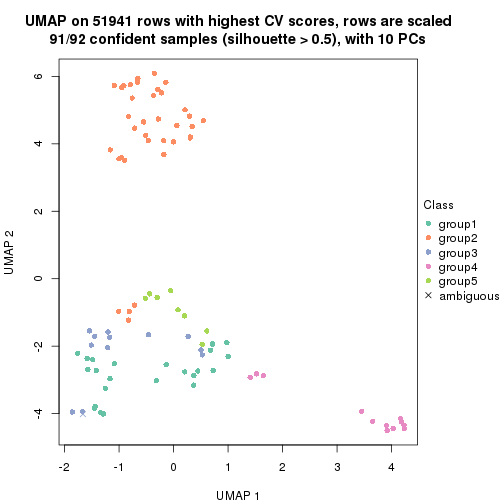 UMAP on 51941 rows with highest CV scores, rows are scaled
91/92 confident samples (silhouette > 0.5), with 10 PCs
6
4
2
0
-2
-4
UMAP 2
-2
-1
0
1
2
3
4
UMAP 1
Class
group1
group2
group3
group4
group5
ambiguous